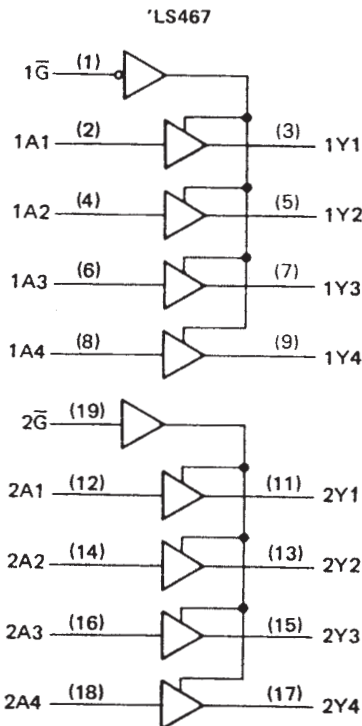 'LS467
1G̅ (1)
1A1 (2) (3) 1Y1
1A2 (4) (5) 1Y2
1A3 (6) (7) 1Y3
1A4 (8) (9) 1Y4
2G̅ (19)
2A1 (12) (11) 2Y1
2A2 (14) (13) 2Y2
2A3 (16) (15) 2Y3
2A4 (18) (17) 2Y4